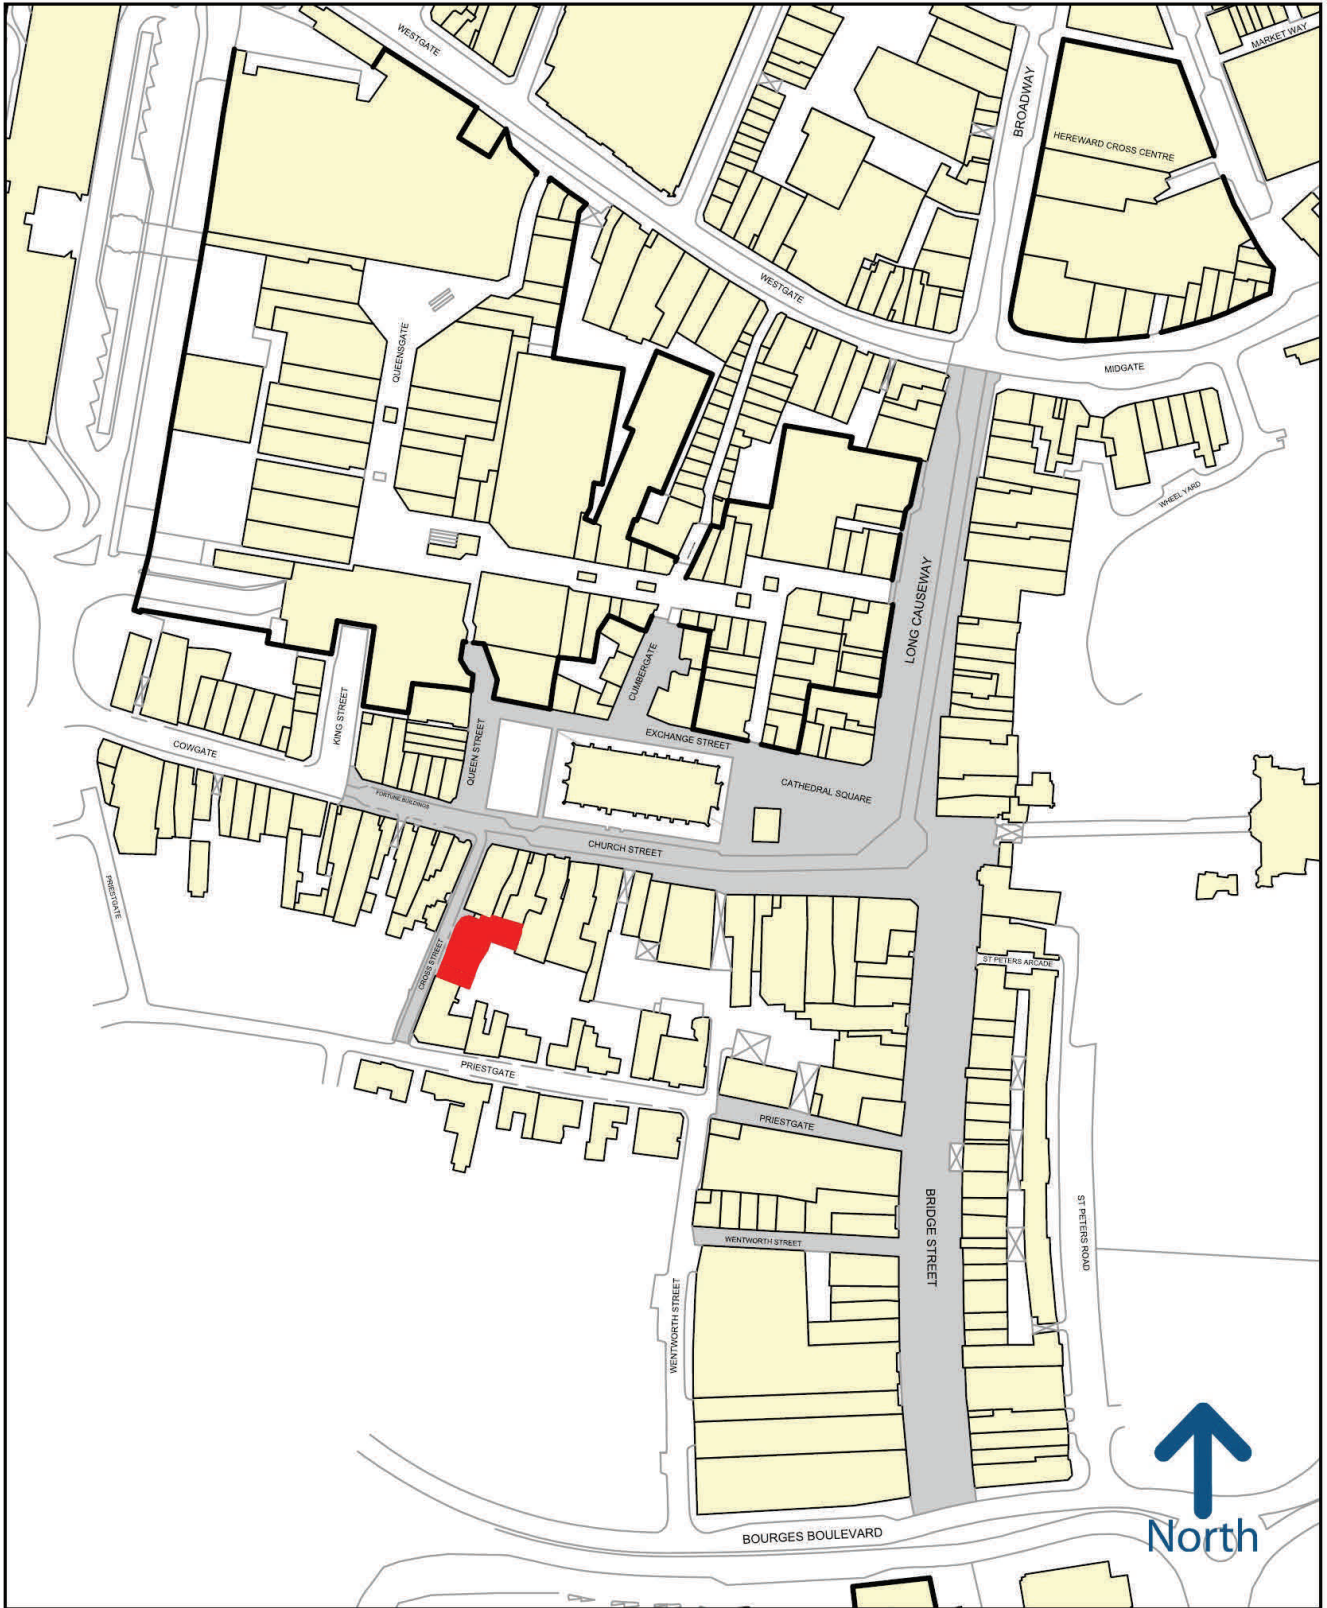 WESTGATE
MARKET WAY
BROADWAY
HEREWARD CROSS CENTRE
WESTGATE
QUEENSGATE
MIDGATE
WHEEL YARD
LONG CAUSEWAY
CUMBERGATE
KING STREET
QUEEN STREET
EXCHANGE STREET
COWGATE
CATHEDRAL SQUARE
FORTUNE BUILDINGS
CHURCH STREET
PRIESTGATE
CROSS STREET
ST PETERS ARCADE
PRIESTGATE
PRIESTGATE
BRIDGE STREET
ST PETERS ROAD
WENTWORTH STREET
WENTWORTH STREET
BOURGES BOULEVARD
North